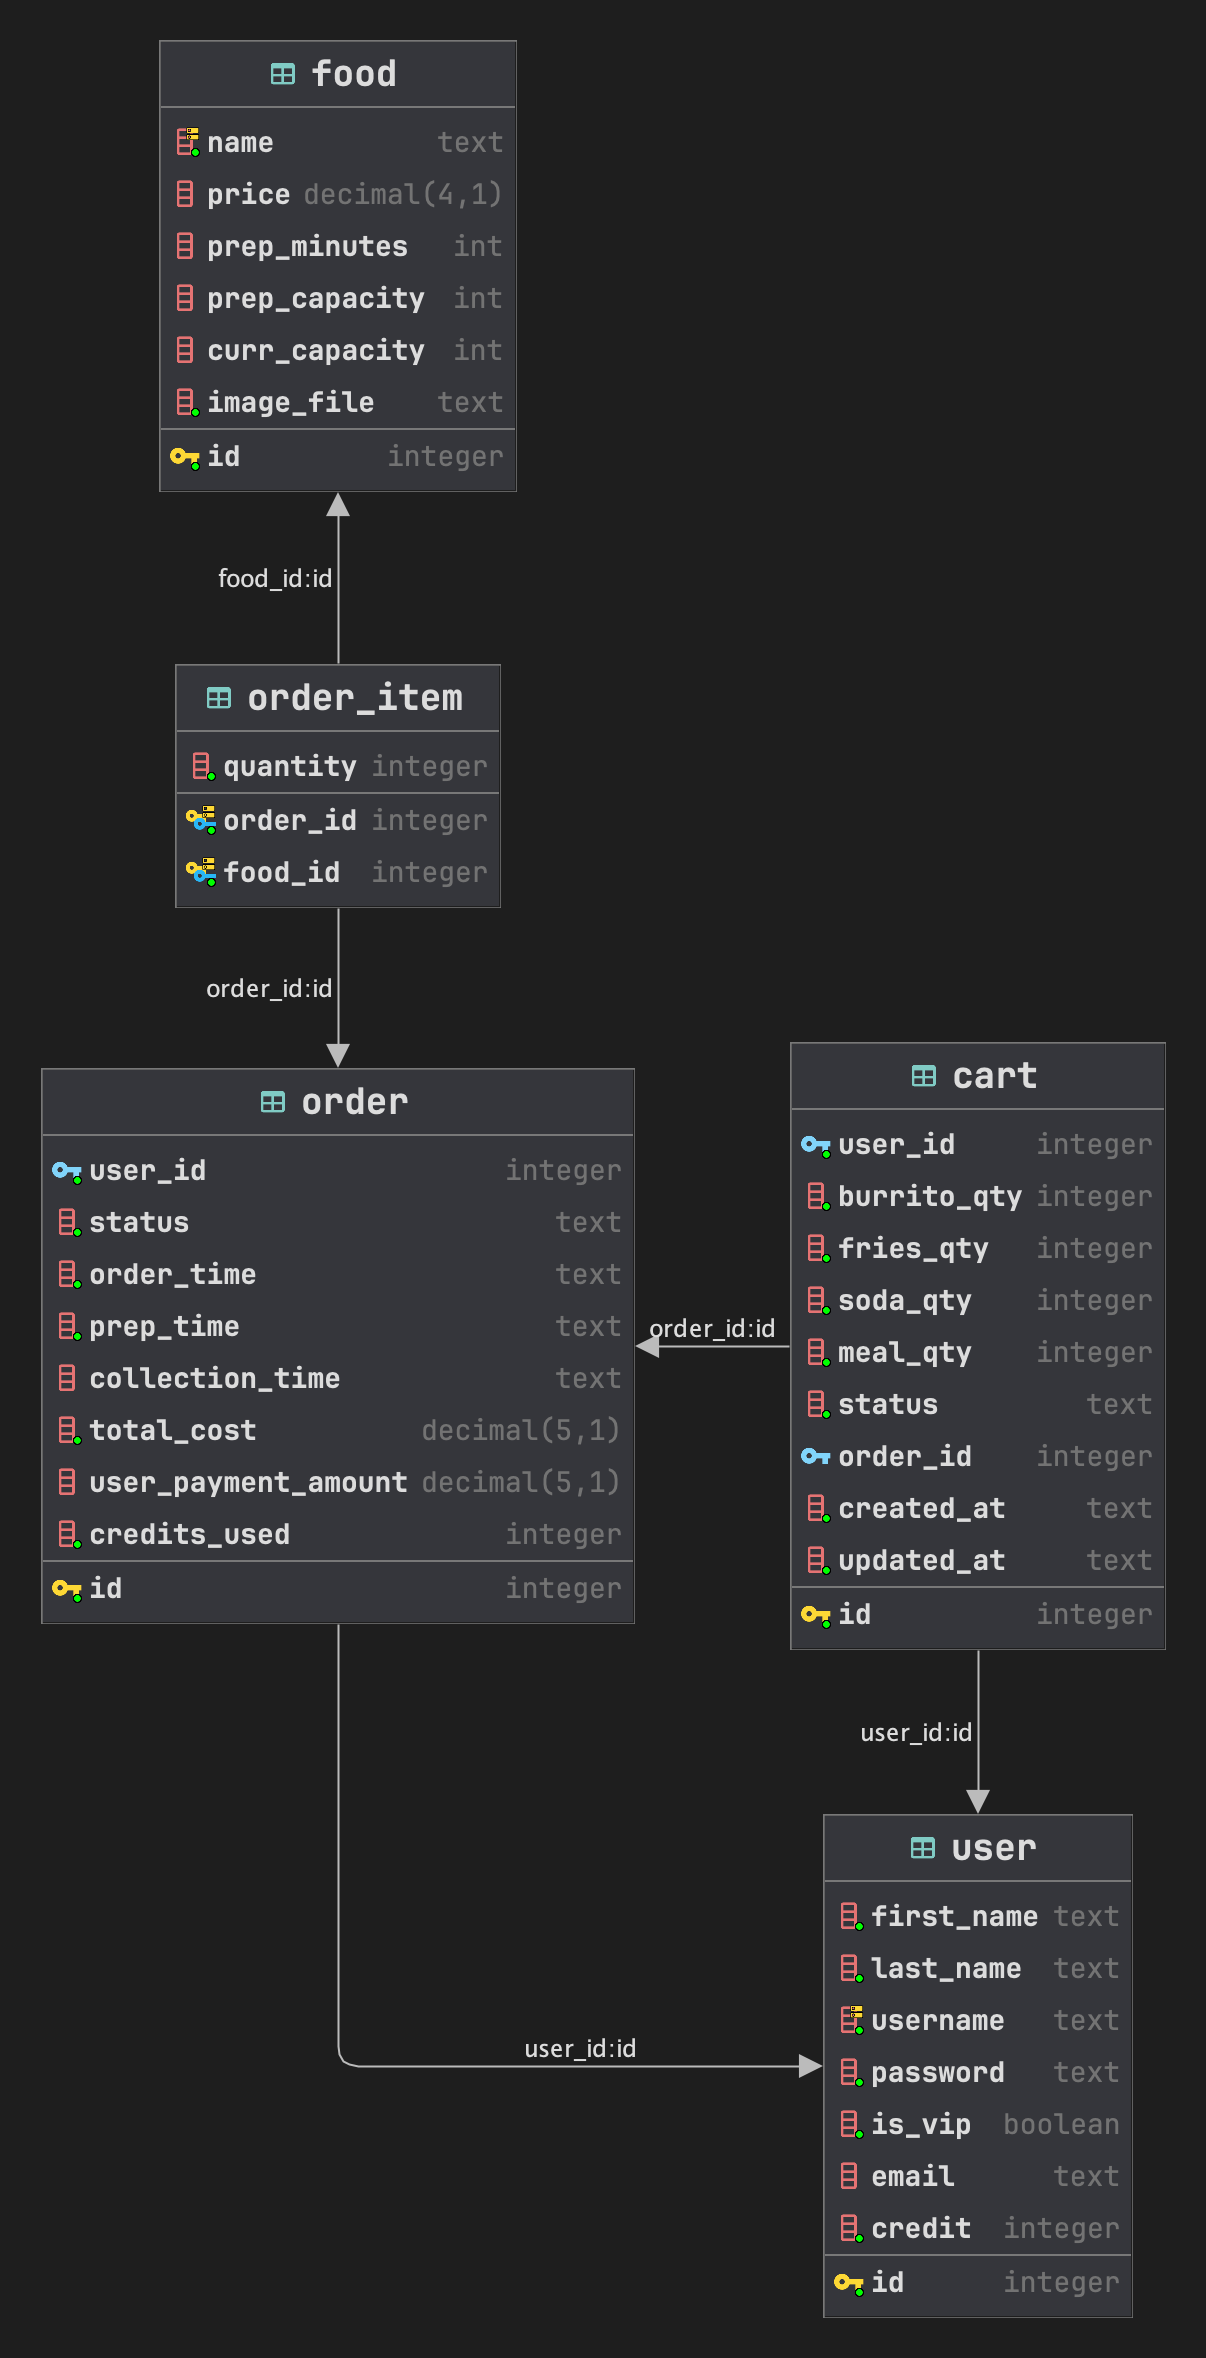 food
name text
price decimal(4,1)
prep_minutes int
prep_capacity int
curr_capacity int
image_file text
id integer
food_id:id
order_item
quantity integer
order_id integer
food_id integer
order_id:id
order
user_id integer
status text
order_time text
prep_time text
collection_time text
total_cost decimal(5,1)
user_payment_amount decimal(5,1)
credits_used integer
id integer
order_id:id
cart
user_id integer
burrito_qty integer
fries_qty integer
soda_qty integer
meal_qty integer
status text
order_id integer
created_at text
updated_at text
id integer
user_id:id
user_id:id
user
first_name text
last_name text
username text
password text
is_vip boolean
email text
credit integer
id integer